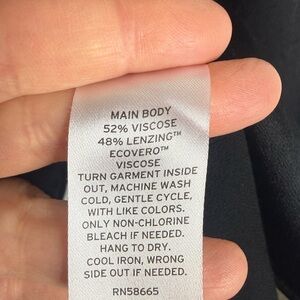 MAIN BODY
52% VISCOSE
48% LENZING™
ECOVERO™
VISCOSE
TURN GARMENT INSIDE
OUT, MACHINE WASH
COLD, GENTLE CYCLE,
WITH LIKE COLORS.
ONLY NON-CHLORINE
BLEACH IF NEEDED.
HANG TO DRY.
COOL IRON, WRONG
SIDE OUT IF NEEDED.
RN58665